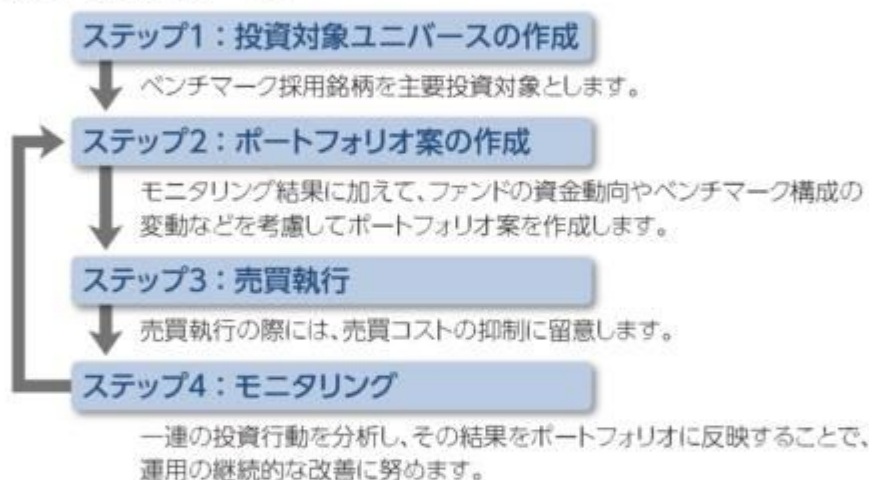 ステップ1：投資対象ユニバースの作成
ベンチマーク採用銘柄を主要投資対象とします。
ステップ2：ポートフォリオ案の作成
モニタリング結果に加えて、ファンドの資金動向やベンチマーク構成の
変動などを考慮してポートフォリオ案を作成します。
ステップ3：売買執行
売買執行の際には、売買コストの抑制に留意します。
ステップ4：モニタリング
一連の投資行動を分析し、その結果をポートフォリオに反映することで、
運用の継続的な改善に努めます。